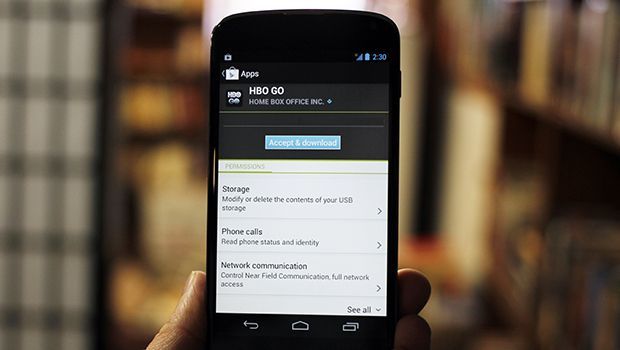 2:30
Apps
HBO
GO
HBO GO
HOME BOX OFFICE INC.
Accept & download
PERMISSIONS
Storage
Modify or delete the contents of your USB
storage
Phone calls
Read phone status and identity
Network communication
Control Near Field Communication, full network
access
See all